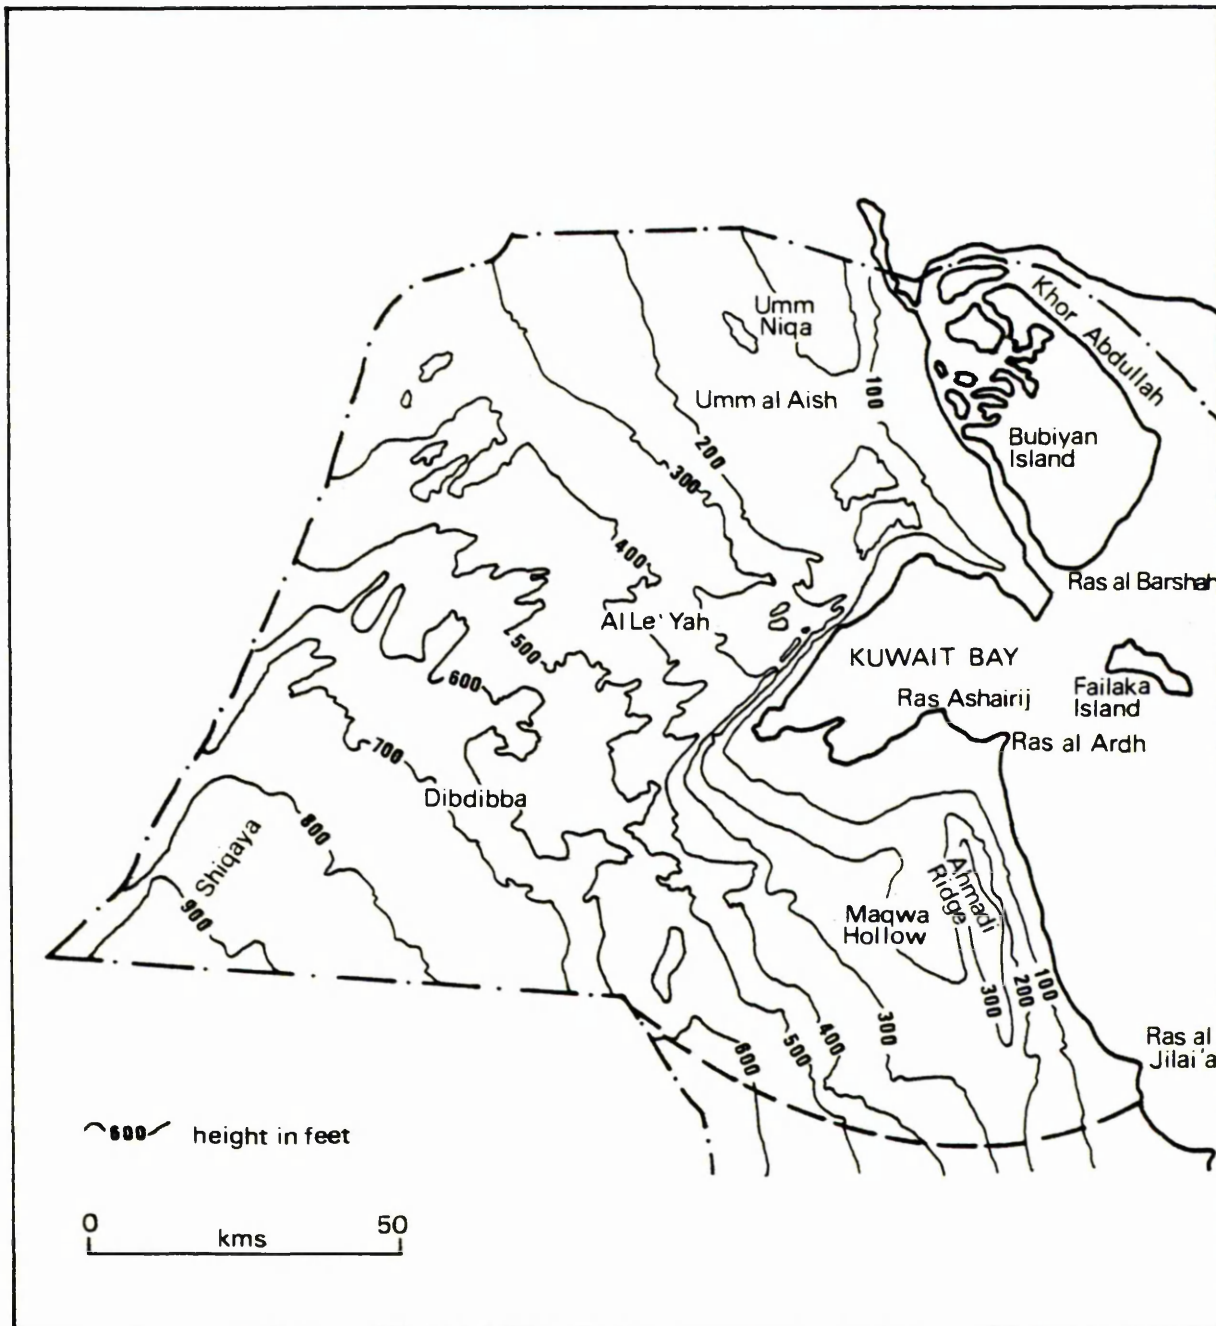 Umm
Niqa
Khor Abdullah
Umm al Aish
100
200
300
Bubiyan
Island
400
Ras al Barshah
Al Le' Yah
500
600
KUWAIT BAY
Ras Ashairij
Failaka
Island
Ras al Ardh
700
Dibdibba
800
Shiqaya
900
Ahmadi
Ridge
Maqwa
Hollow
300
200
100
300
400
500
600
Ras al
Jilai'a
600 height in feet
0 50
kms